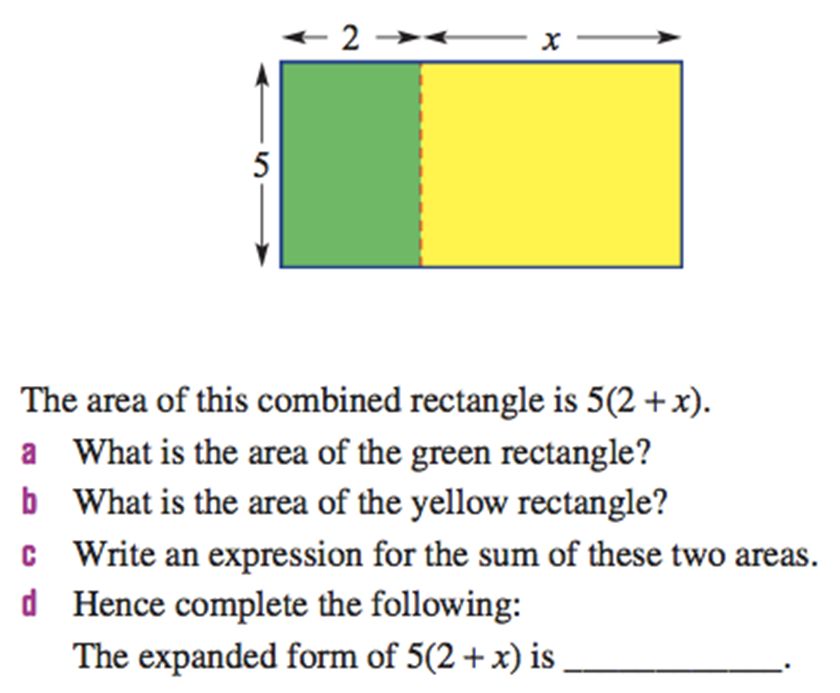 2 x
5
The area of this combined rectangle is 5(2 + x).
a What is the area of the green rectangle?
b What is the area of the yellow rectangle?
c Write an expression for the sum of these two areas.
d Hence complete the following:
The expanded form of 5(2 + x) is ____________.